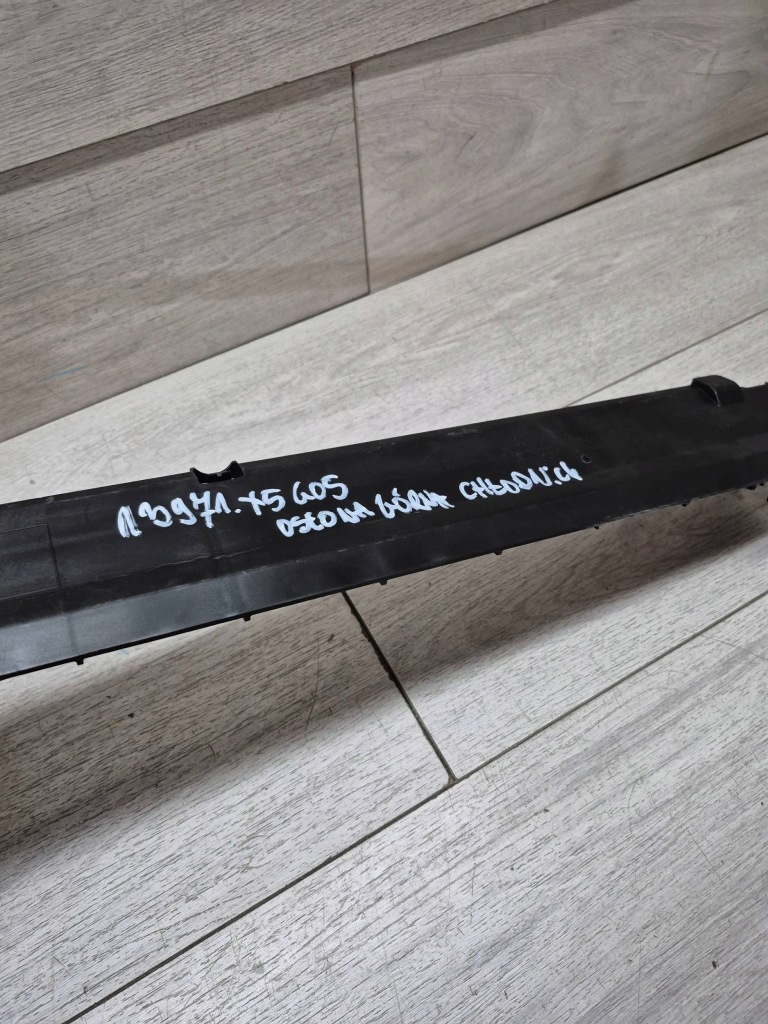 13971. X5 G05
OSŁONA GÓRNA CHŁODNICY